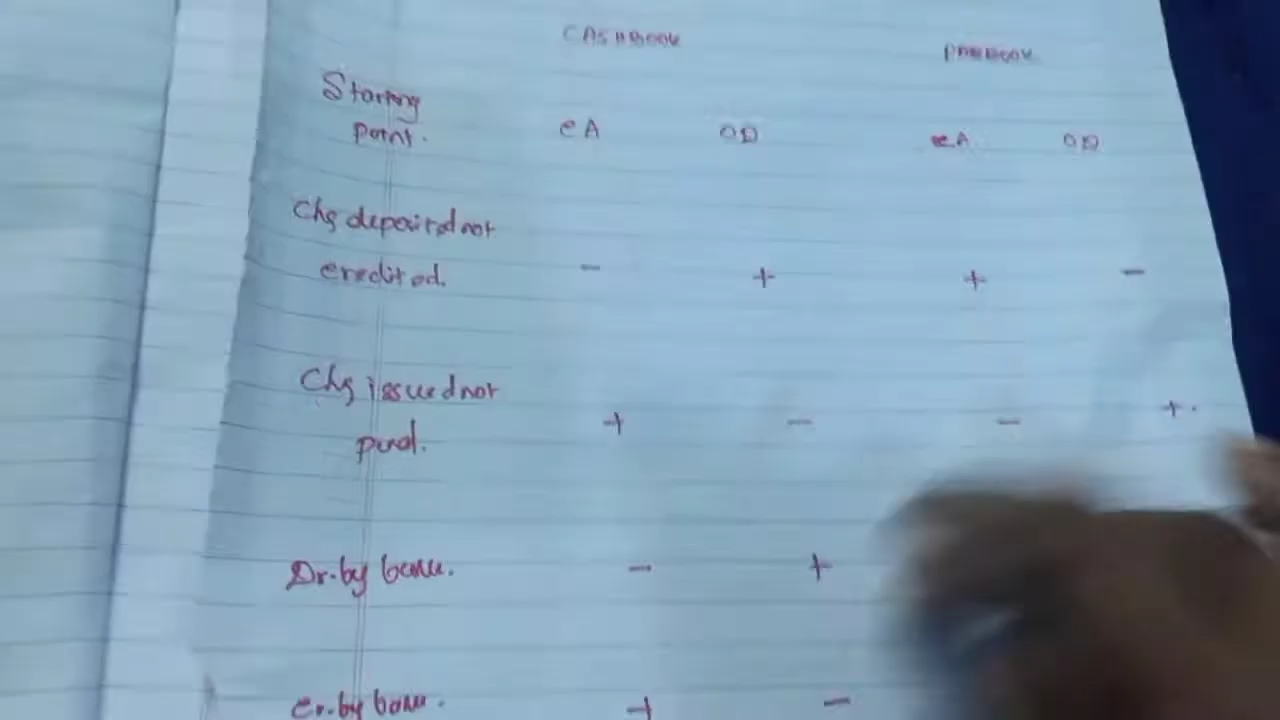 CASHBOOK PASSBOOK
Starting
point. CA OD CA OD
Chq deposited not
credited. - + + -
Chq issued not
paid. + - - +.
Dr. by bank. - +
Cr. by bank. + -